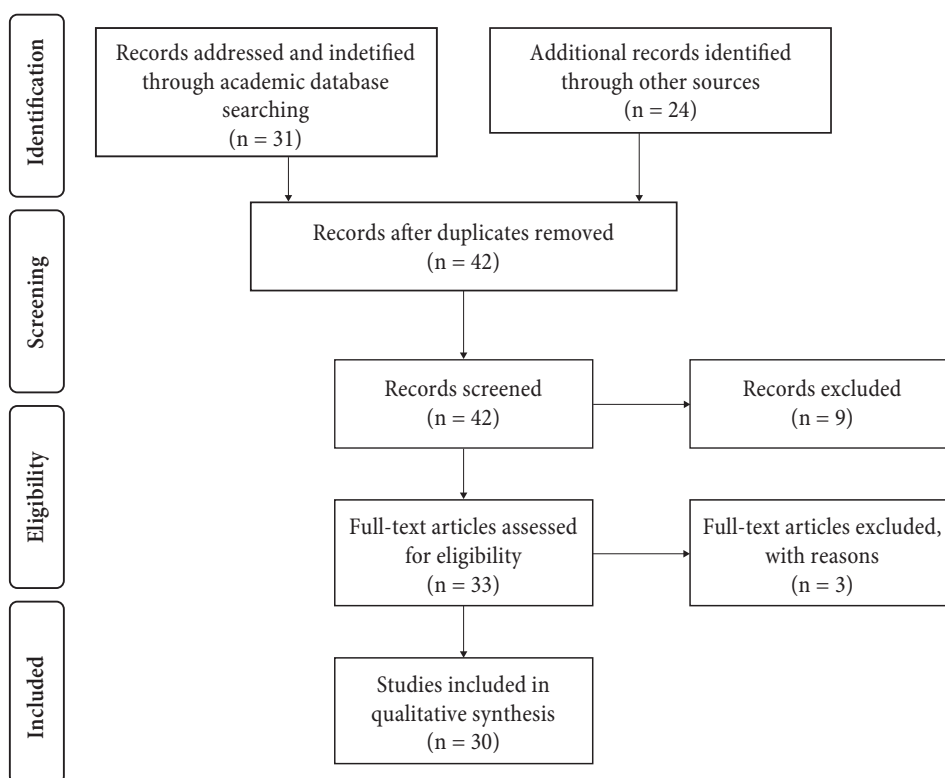 Identification
Records addressed and indetified
through academic database
searching
(n = 31)
Additional records identified
through other sources
(n = 24)
Screening
Records after duplicates removed
(n = 42)
Records screened
(n = 42)
Records excluded
(n = 9)
Eligibility
Full-text articles assessed
for eligibility
(n = 33)
Full-text articles excluded,
with reasons
(n = 3)
Included
Studies included in
qualitative synthesis
(n = 30)